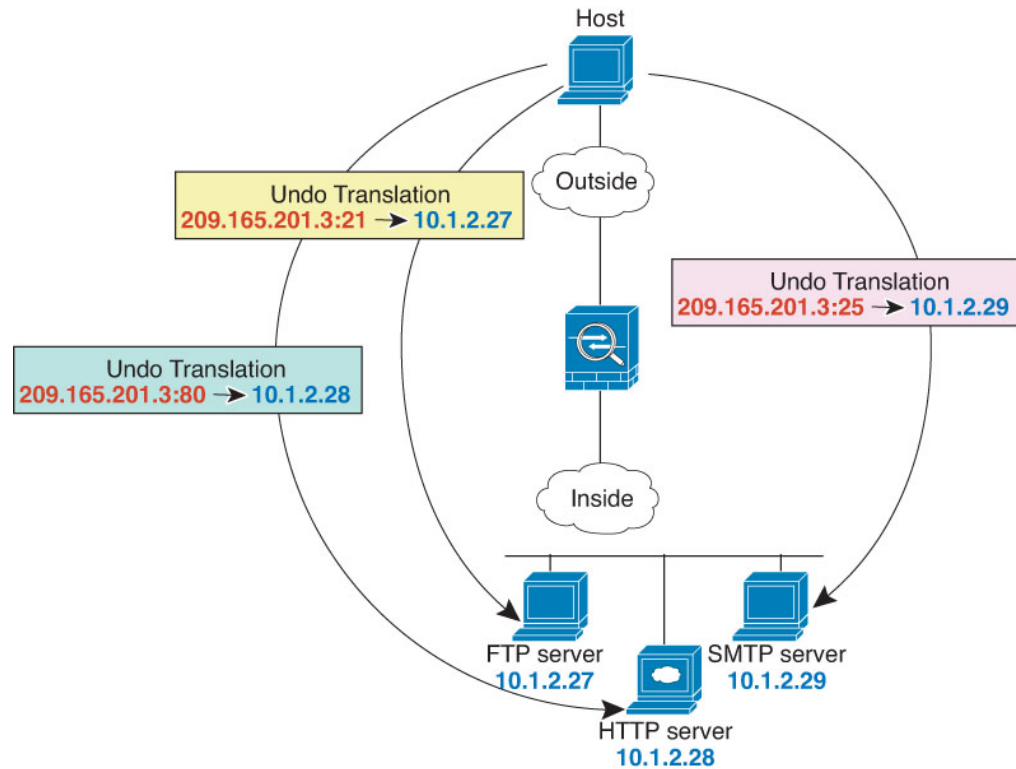 Host
Outside
Undo Translation
209.165.201.3:21 → 10.1.2.27
Undo Translation
209.165.201.3:25 → 10.1.2.29
Undo Translation
209.165.201.3:80 → 10.1.2.28
Inside
FTP server
10.1.2.27
SMTP server
10.1.2.29
HTTP server
10.1.2.28